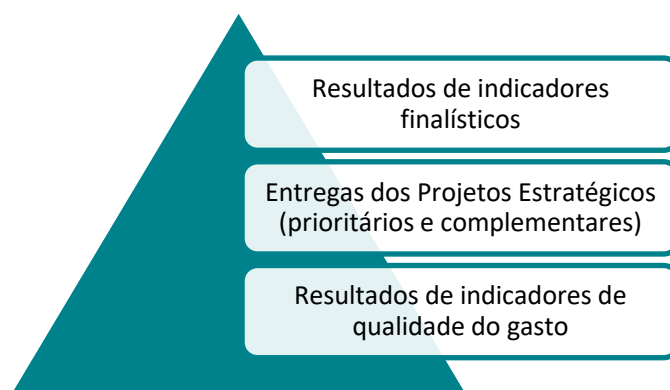 Resultados de indicadores
finalísticos
Entregas dos Projetos Estratégicos
(prioritários e complementares)
Resultados de indicadores de
qualidade do gasto